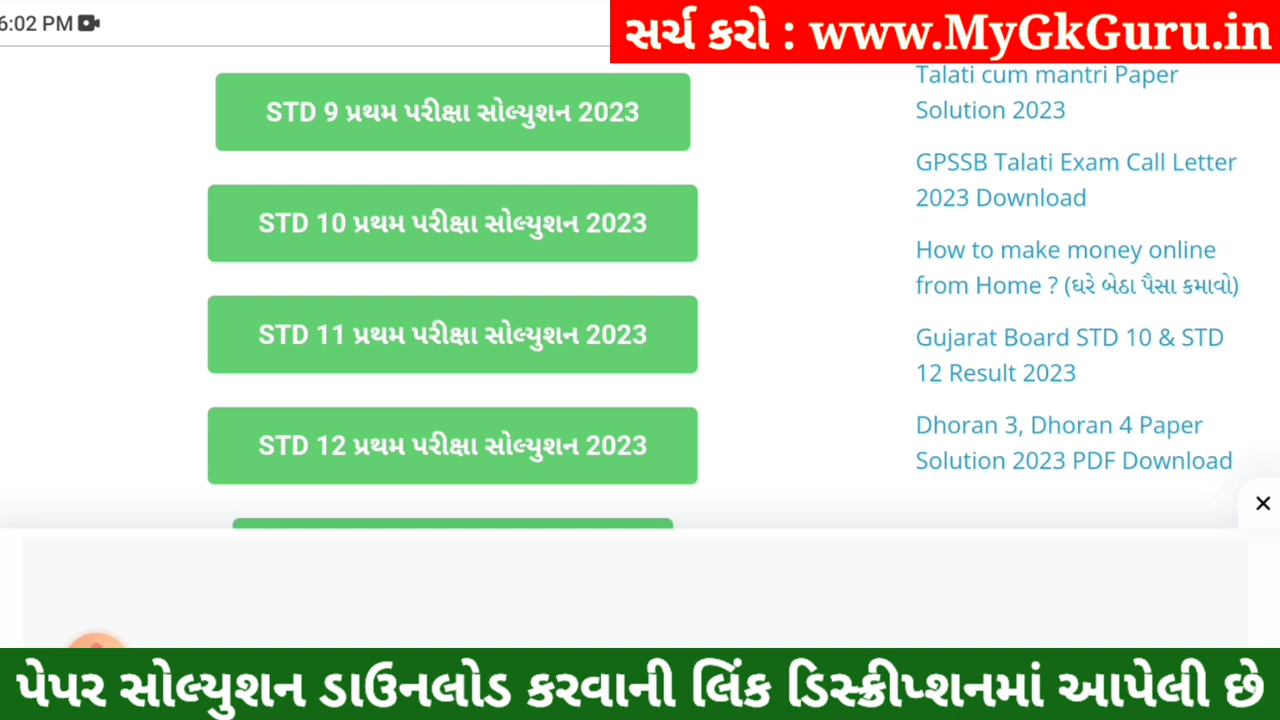 6:02 PM
સર્ચ કરો : www.MyGkGuru.in
STD 9 પ્રથમ પરીક્ષા સોલ્યુશન 2023
STD 10 પ્રથમ પરીક્ષા સોલ્યુશન 2023
STD 11 પ્રથમ પરીક્ષા સોલ્યુશન 2023
STD 12 પ્રથમ પરીક્ષા સોલ્યુશન 2023
Talati cum mantri Paper
Solution 2023
GPSSB Talati Exam Call Letter
2023 Download
How to make money online
from Home ? (ઘરે બેઠા પૈસા કમાવો)
Gujarat Board STD 10 & STD
12 Result 2023
Dhoran 3, Dhoran 4 Paper
Solution 2023 PDF Download
પેપર સોલ્યુશન ડાઉનલોડ કરવાની લિંક ડિસ્ક્રીપ્શનમાં આપેલી છે